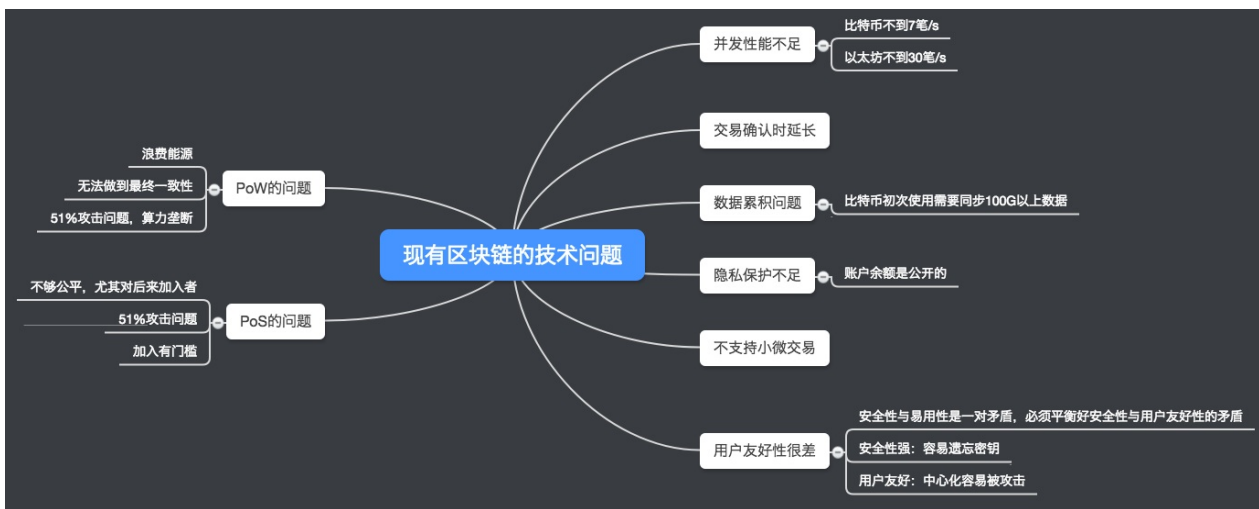 现有区块链的技术问题
并发性能不足
比特币不到7笔/s
以太坊不到30笔/s
交易确认时延长
数据累积问题
比特币初次使用需要同步100G以上数据
隐私保护不足
账户余额是公开的
不支持小微交易
用户友好性很差
安全性与易用性是一对矛盾，必须平衡好安全性与用户友好性的矛盾
安全性强：容易遗忘密钥
用户友好：中心化容易被攻击
PoW的问题
浪费能源
无法做到最终一致性
51%攻击问题，算力垄断
PoS的问题
不够公平，尤其对后来加入者
51%攻击问题
加入有门槛